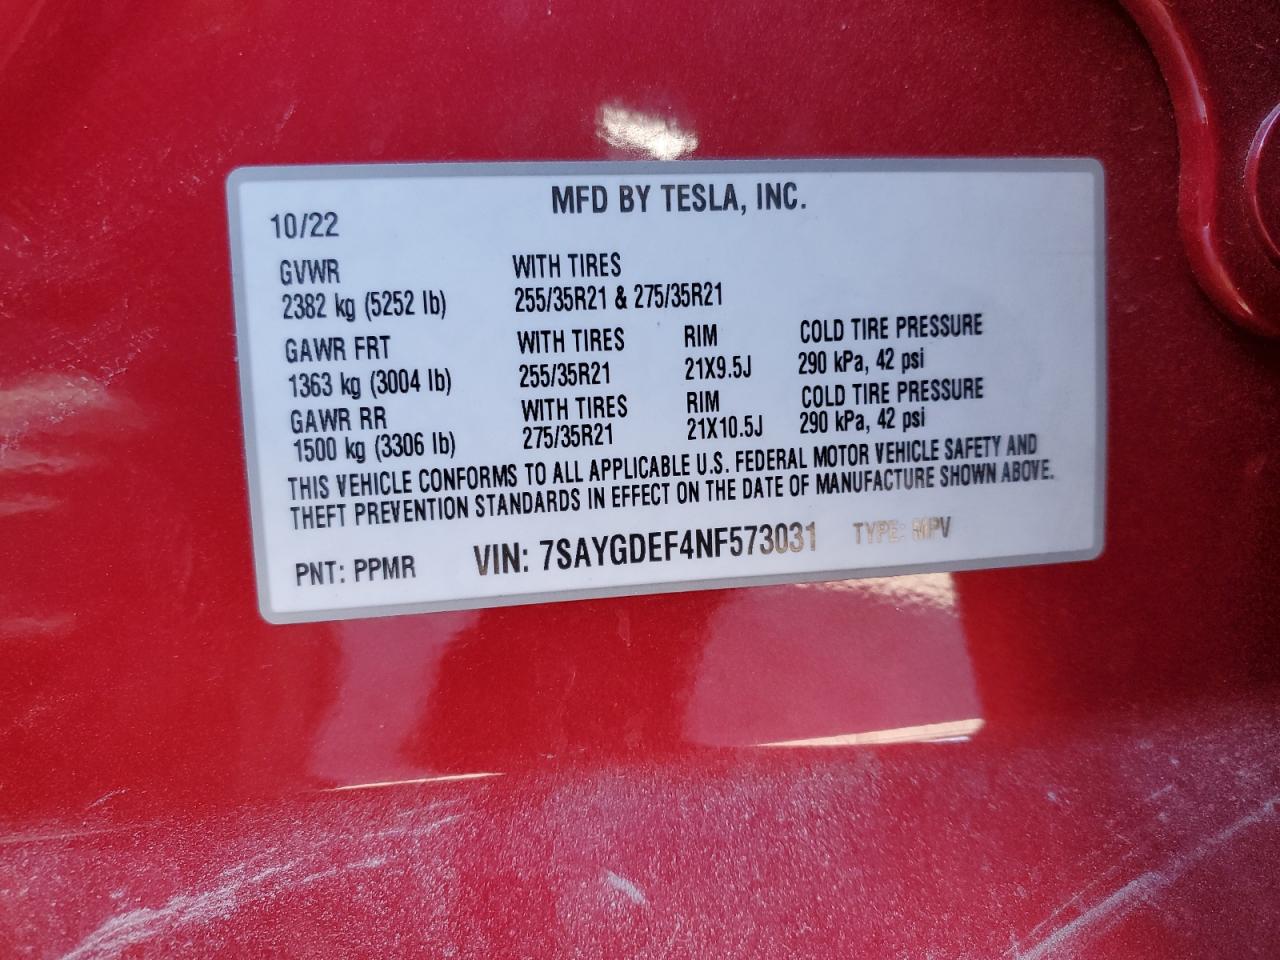 MFD BY TESLA, INC.
10/22
GVWR WITH TIRES
2382 kg (5252 lb) 255/35R21 & 275/35R21
GAWR FRT WITH TIRES RIM COLD TIRE PRESSURE
1363 kg (3004 lb) 255/35R21 21X9.5J 290 kPa, 42 psi
GAWR RR WITH TIRES RIM COLD TIRE PRESSURE
1500 kg (3306 lb) 275/35R21 21X10.5J 290 kPa, 42 psi
THIS VEHICLE CONFORMS TO ALL APPLICABLE U.S. FEDERAL MOTOR VEHICLE SAFETY AND
THEFT PREVENTION STANDARDS IN EFFECT ON THE DATE OF MANUFACTURE SHOWN ABOVE.
PNT: PPMR VIN: 7SAYGDEF4NF573031 TYPE: MPV